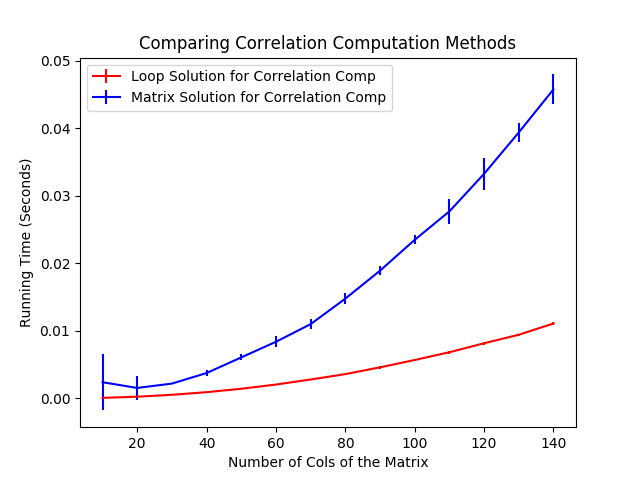 Comparing Correlation Computation Methods
Loop Solution for Correlation Comp
Matrix Solution for Correlation Comp
Running Time (Seconds)
0.05
0.04
0.03
0.02
0.01
0.00
20 40 60 80 100 120 140
Number of Cols of the Matrix